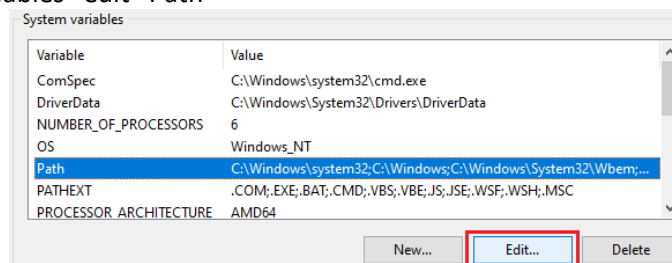 System variables
Variable Value
ComSpec C:\Windows\system32\cmd.exe
DriverData C:\Windows\System32\Drivers\DriverData
NUMBER_OF_PROCESSORS 6
OS Windows_NT
Path C:\Windows\system32;C:\Windows;C:\Windows\System32\Wbem;...
PATHEXT .COM;.EXE;.BAT;.CMD;.VBS;.VBE;.JS;.JSE;.WSF;.WSH;.MSC
PROCESSOR_ARCHITECTURE AMD64
New... Edit... Delete